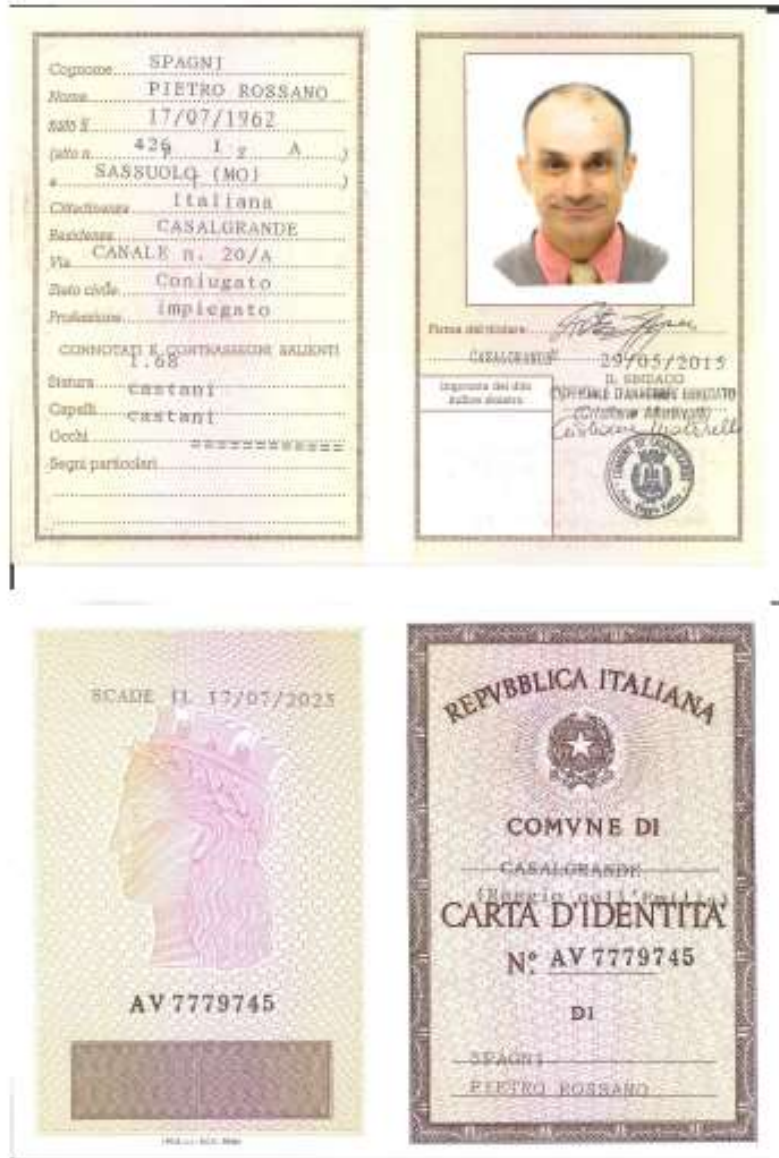 Cognome SPAGNI
Nome PIETRO ROSSANO
nato il 17/07/1962
(atto n. 426 P. I S. A )
a SASSUOLO (MO) )
Cittadinanza Italiana
Residenza CASALGRANDE
Via CANALE n. 20/A
Stato civile Coniugato
Professione impiegato
CONNOTATI E CONTRASSEGNI SALIENTI
1.68
Statura castani
Capelli castani
Occhi ============
Segni particolari
Firma del titolare
CASALGRANDE 29/05/2015
IL SINDACO
Impronta del dito
indice sinistro
SCADE IL 17/07/2025
AV 7779745
REPVBBLICA ITALIANA
COMVNE DI
CASALGRANDE
(Reggio nell'Emilia)
CARTA D'IDENTITA
Nº AV 7779745
DI
SPAGNI
PIETRO ROSSANO